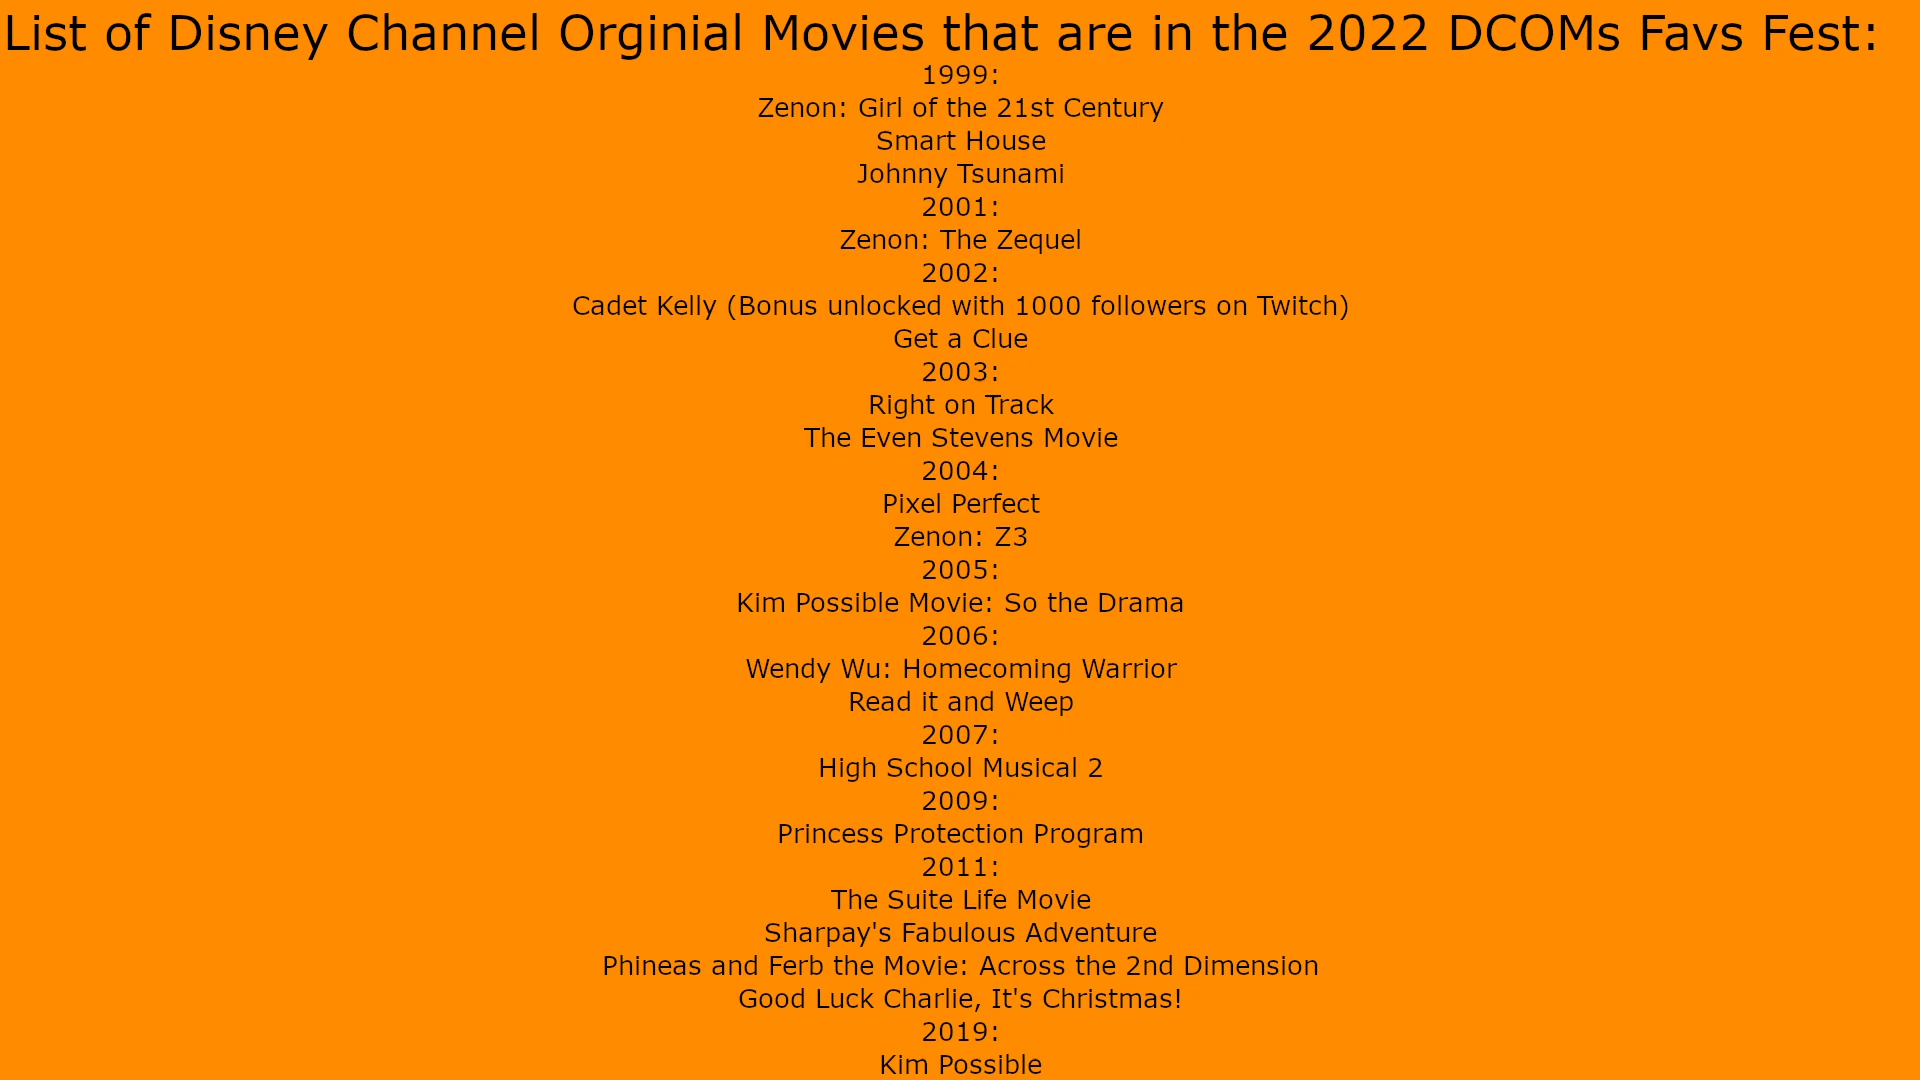 List of Disney Channel Orginial Movies that are in the 2022 DCOMs Favs Fest:
1999:
Zenon: Girl of the 21st Century
Smart House
Johnny Tsunami
2001:
Zenon: The Zequel
2002:
Cadet Kelly (Bonus unlocked with 1000 followers on Twitch)
Get a Clue
2003:
Right on Track
The Even Stevens Movie
2004:
Pixel Perfect
Zenon: Z3
2005:
Kim Possible Movie: So the Drama
2006:
Wendy Wu: Homecoming Warrior
Read it and Weep
2007:
High School Musical 2
2009:
Princess Protection Program
2011:
The Suite Life Movie
Sharpay's Fabulous Adventure
Phineas and Ferb the Movie: Across the 2nd Dimension
Good Luck Charlie, It's Christmas!
2019:
Kim Possible